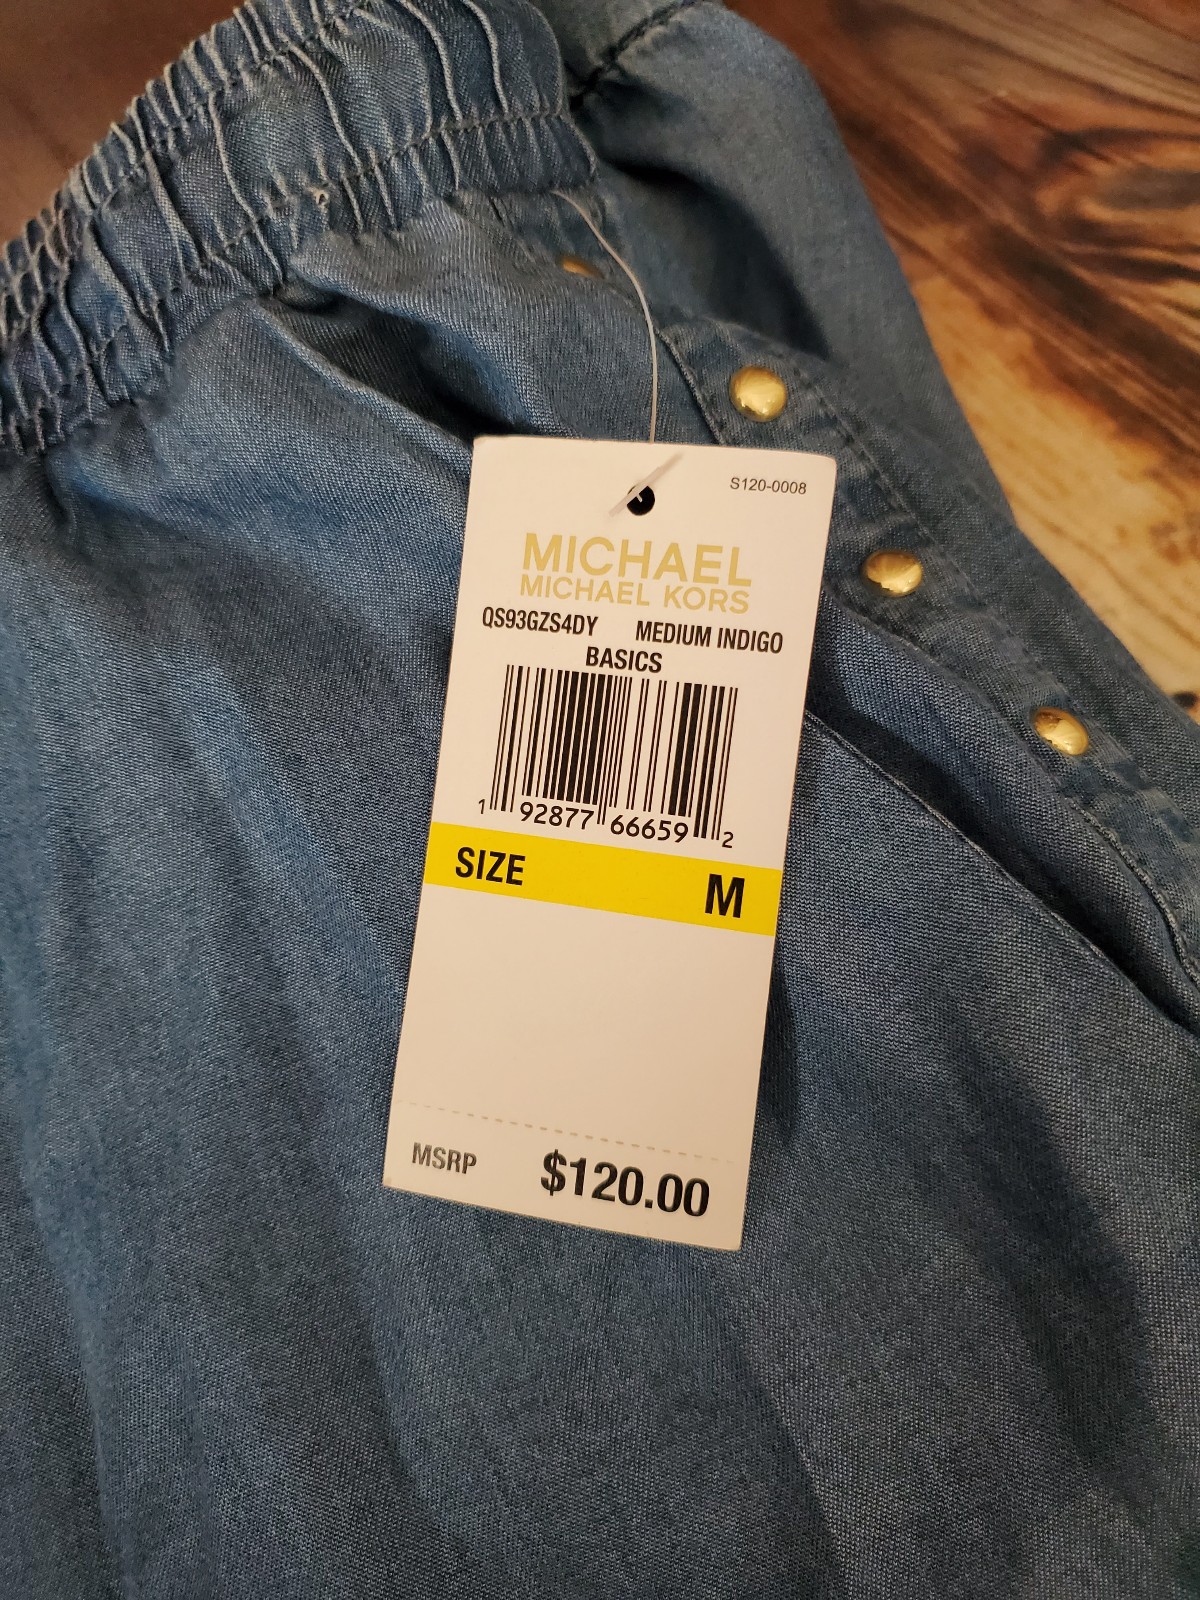 S120-0008
MICHAEL
MICHAEL KORS
QS93GZS4DY MEDIUM INDIGO
BASICS
1 92877 66659 2
SIZE M
MSRP $120.00